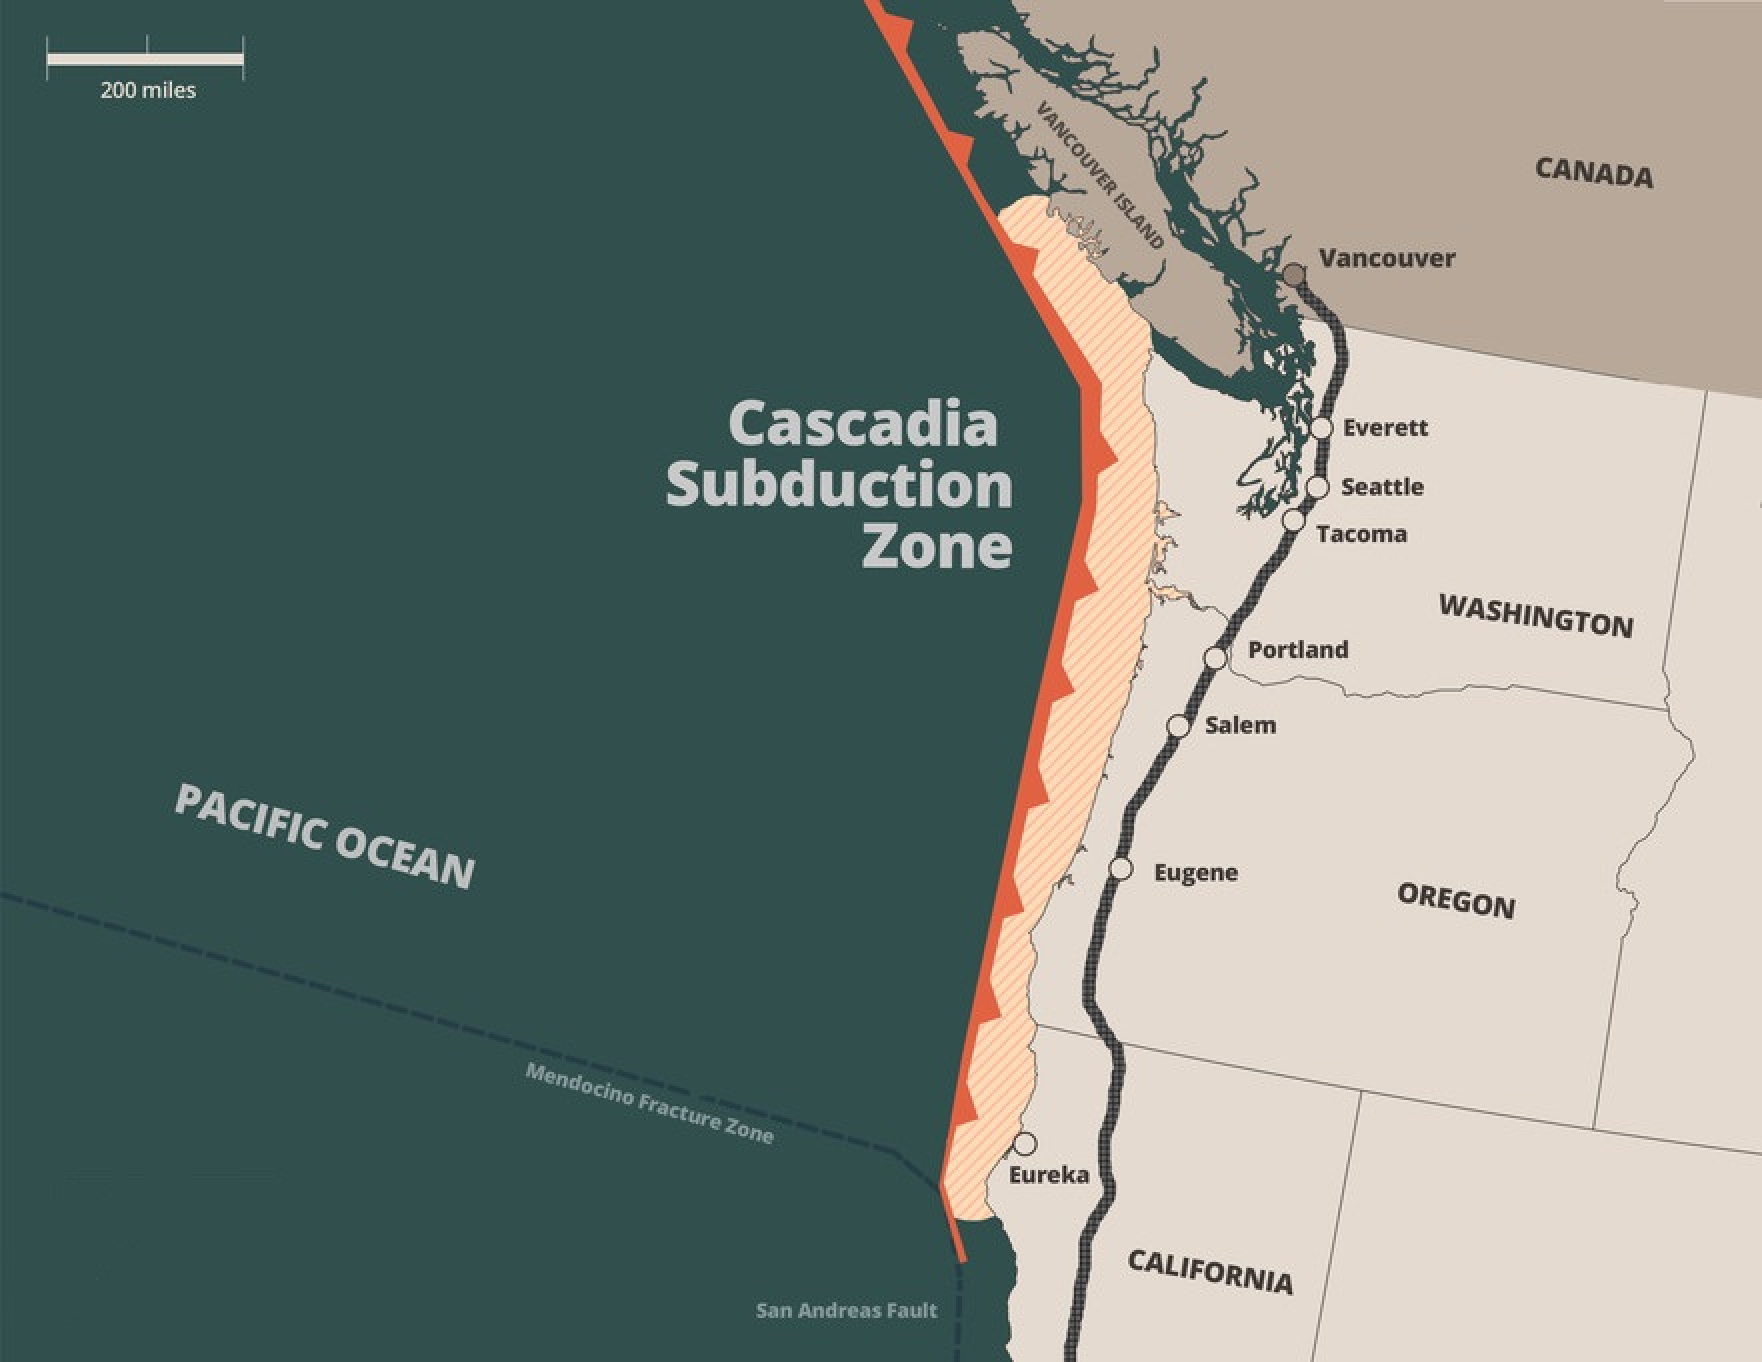 200 miles
VANCOUVER ISLAND
CANADA
Vancouver
Cascadia
Subduction
Zone
Everett
Seattle
Tacoma
WASHINGTON
Portland
Salem
PACIFIC OCEAN
Eugene
OREGON
Mendocino Fracture Zone
Eureka
CALIFORNIA
San Andreas Fault